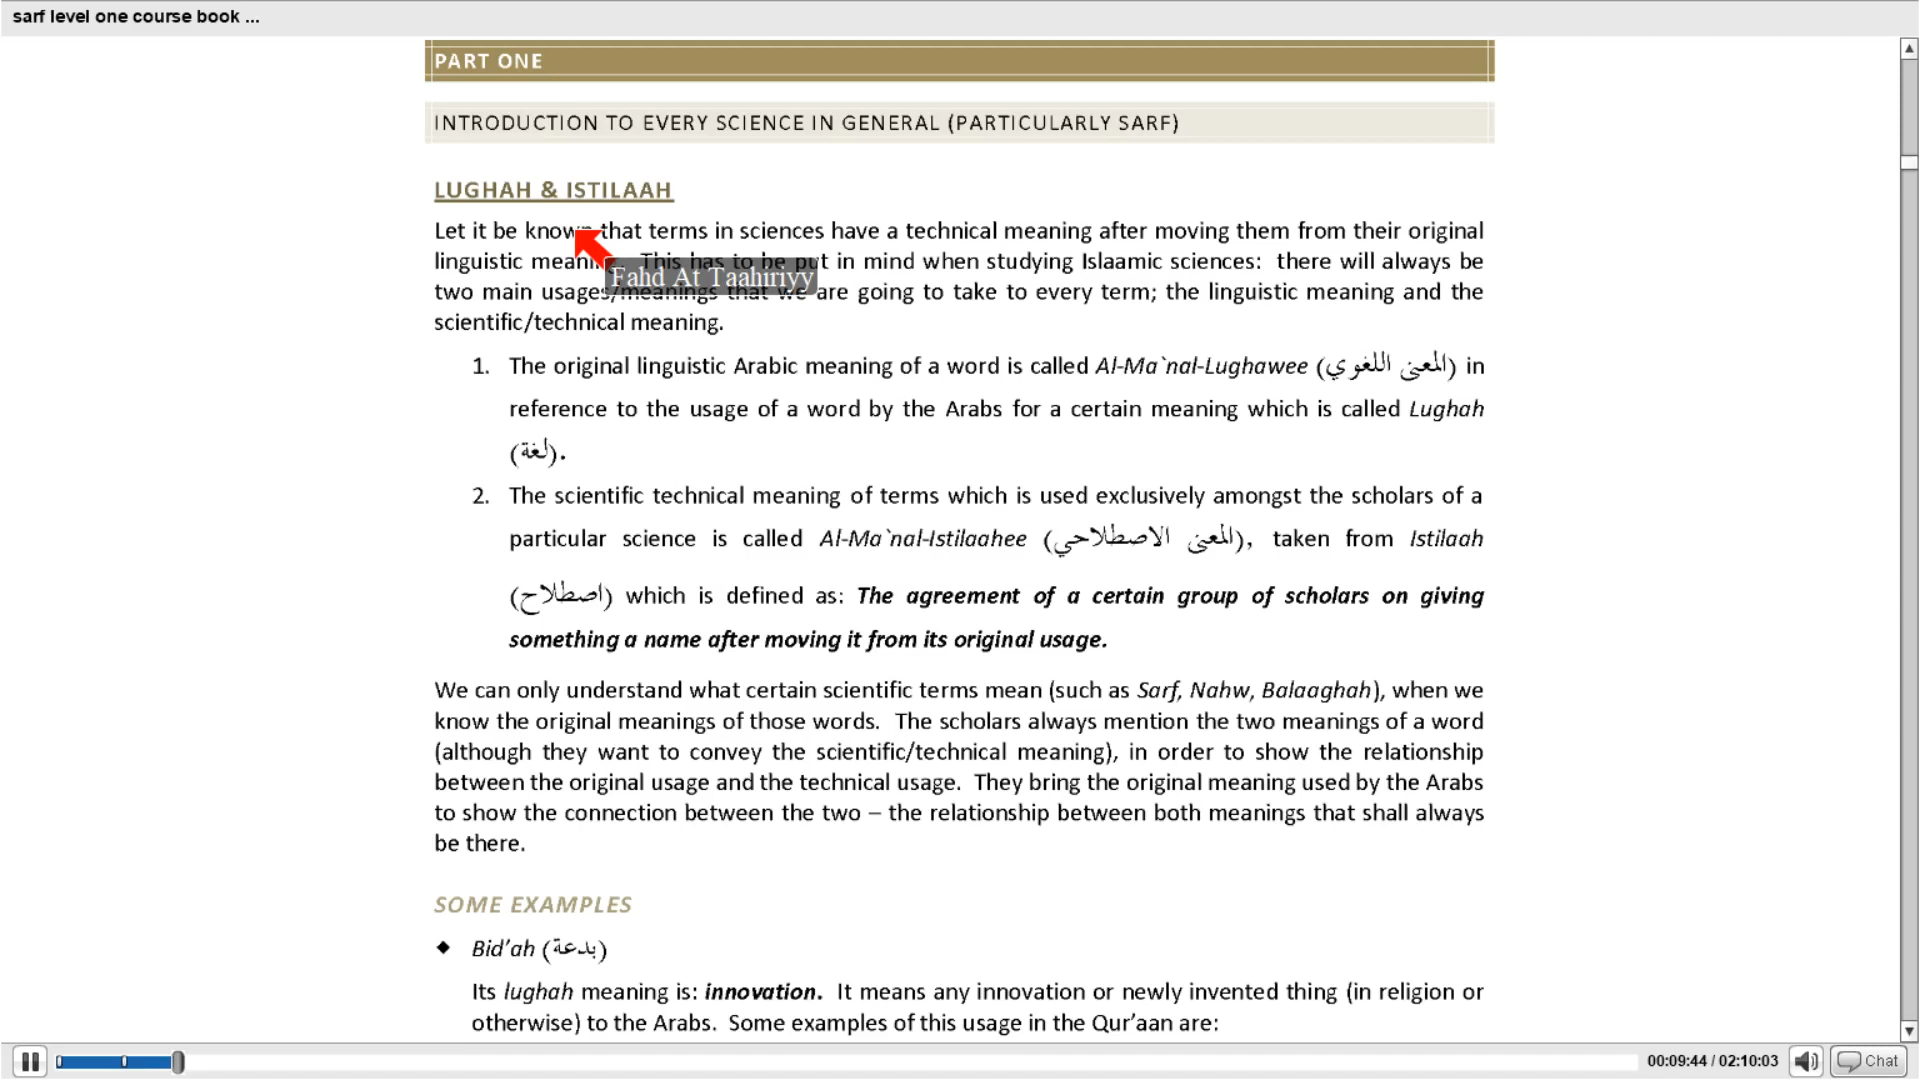 sarf level one course book ...
PART ONE
INTRODUCTION TO EVERY SCIENCE IN GENERAL (PARTICULARLY SARF)
LUGHAH & ISTILAAH
Let it be known that terms in sciences have a technical meaning after moving them from their original
linguistic meaning. This has to be put in mind when studying Islaamic sciences: there will always be
Fahd At Taahiriyy
two main usages/meanings that we are going to take to every term; the linguistic meaning and the
scientific/technical meaning.
1. The original linguistic Arabic meaning of a word is called Al-Ma`nal-Lughawee (المعنى اللغوي) in
reference to the usage of a word by the Arabs for a certain meaning which is called Lughah
(لغة).
2. The scientific technical meaning of terms which is used exclusively amongst the scholars of a
particular science is called Al-Ma`nal-Istilaahee (المعنى الاصطلاحي), taken from Istilaah
(اصطلاح) which is defined as: The agreement of a certain group of scholars on giving
something a name after moving it from its original usage.
We can only understand what certain scientific terms mean (such as Sarf, Nahw, Balaaghah), when we
know the original meanings of those words. The scholars always mention the two meanings of a word
(although they want to convey the scientific/technical meaning), in order to show the relationship
between the original usage and the technical usage. They bring the original meaning used by the Arabs
to show the connection between the two – the relationship between both meanings that shall always
be there.
SOME EXAMPLES
◆ Bid’ah (بدعة)
Its lughah meaning is: innovation. It means any innovation or newly invented thing (in religion or
otherwise) to the Arabs. Some examples of this usage in the Qur’aan are:
00:09:44 / 02:10:03 Chat